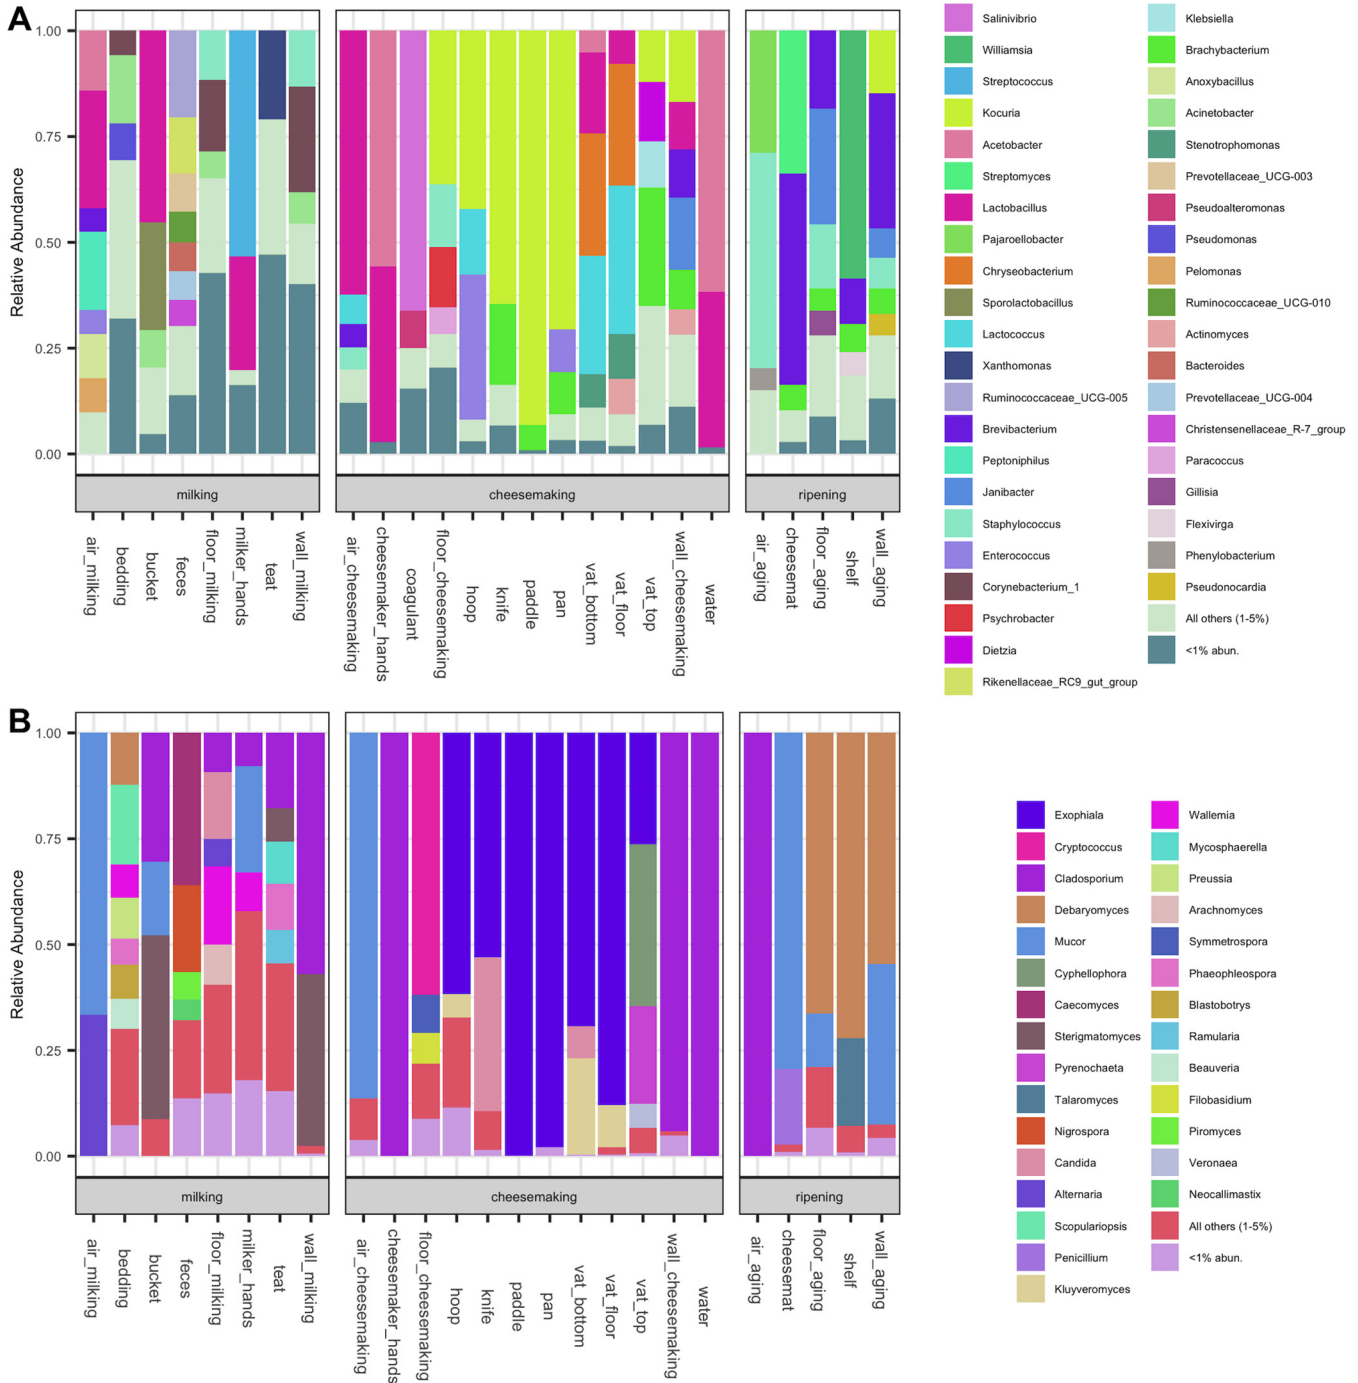 A
Relative Abundance
1.00
0.75
0.50
0.25
0.00
milking
cheesemaking
ripening
air_milking
bedding
bucket
feces
floor_milking
milker_hands
teat
wall_milking
air_cheesemaking
cheesemaker_hands
coagulant
floor_cheesemaking
hoop
knife
paddle
pan
vat_bottom
vat_floor
vat_top
wall_cheesemaking
water
air_aging
cheesemat
floor_aging
shelf
wall_aging
Salinivibrio
Williamsia
Streptococcus
Kocuria
Acetobacter
Streptomyces
Lactobacillus
Pajaroellobacter
Chryseobacterium
Sporolactobacillus
Lactococcus
Xanthomonas
Ruminococcaceae_UCG-005
Brevibacterium
Peptoniphilus
Janibacter
Staphylococcus
Enterococcus
Corynebacterium_1
Psychrobacter
Dietzia
Rikenellaceae_RC9_gut_group
Klebsiella
Brachybacterium
Anoxybacillus
Acinetobacter
Stenotrophomonas
Prevotellaceae_UCG-003
Pseudoalteromonas
Pseudomonas
Pelomonas
Ruminococcaceae_UCG-010
Actinomyces
Bacteroides
Prevotellaceae_UCG-004
Christensenellaceae_R-7_group
Paracoccus
Gillisia
Flexivirga
Phenylobacterium
Pseudonocardia
All others (1-5%)
<1% abun.
B
Relative Abundance
1.00
0.75
0.50
0.25
0.00
milking
cheesemaking
ripening
air_milking
bedding
bucket
feces
floor_milking
milker_hands
teat
wall_milking
air_cheesemaking
cheesemaker_hands
floor_cheesemaking
hoop
knife
paddle
pan
vat_bottom
vat_floor
vat_top
wall_cheesemaking
water
air_aging
cheesemat
floor_aging
shelf
wall_aging
Exophiala
Cryptococcus
Cladosporium
Debaryomyces
Mucor
Cyphellophora
Caecomyces
Sterigmatomyces
Pyrenochaeta
Talaromyces
Nigrospora
Candida
Alternaria
Scopulariopsis
Penicillium
Kluyveromyces
Wallemia
Mycosphaerella
Preussia
Arachnomyces
Symmetrospora
Phaeophleospora
Blastobotrys
Ramularia
Beauveria
Filobasidium
Piromyces
Veronaea
Neocallimastix
All others (1-5%)
<1% abun.